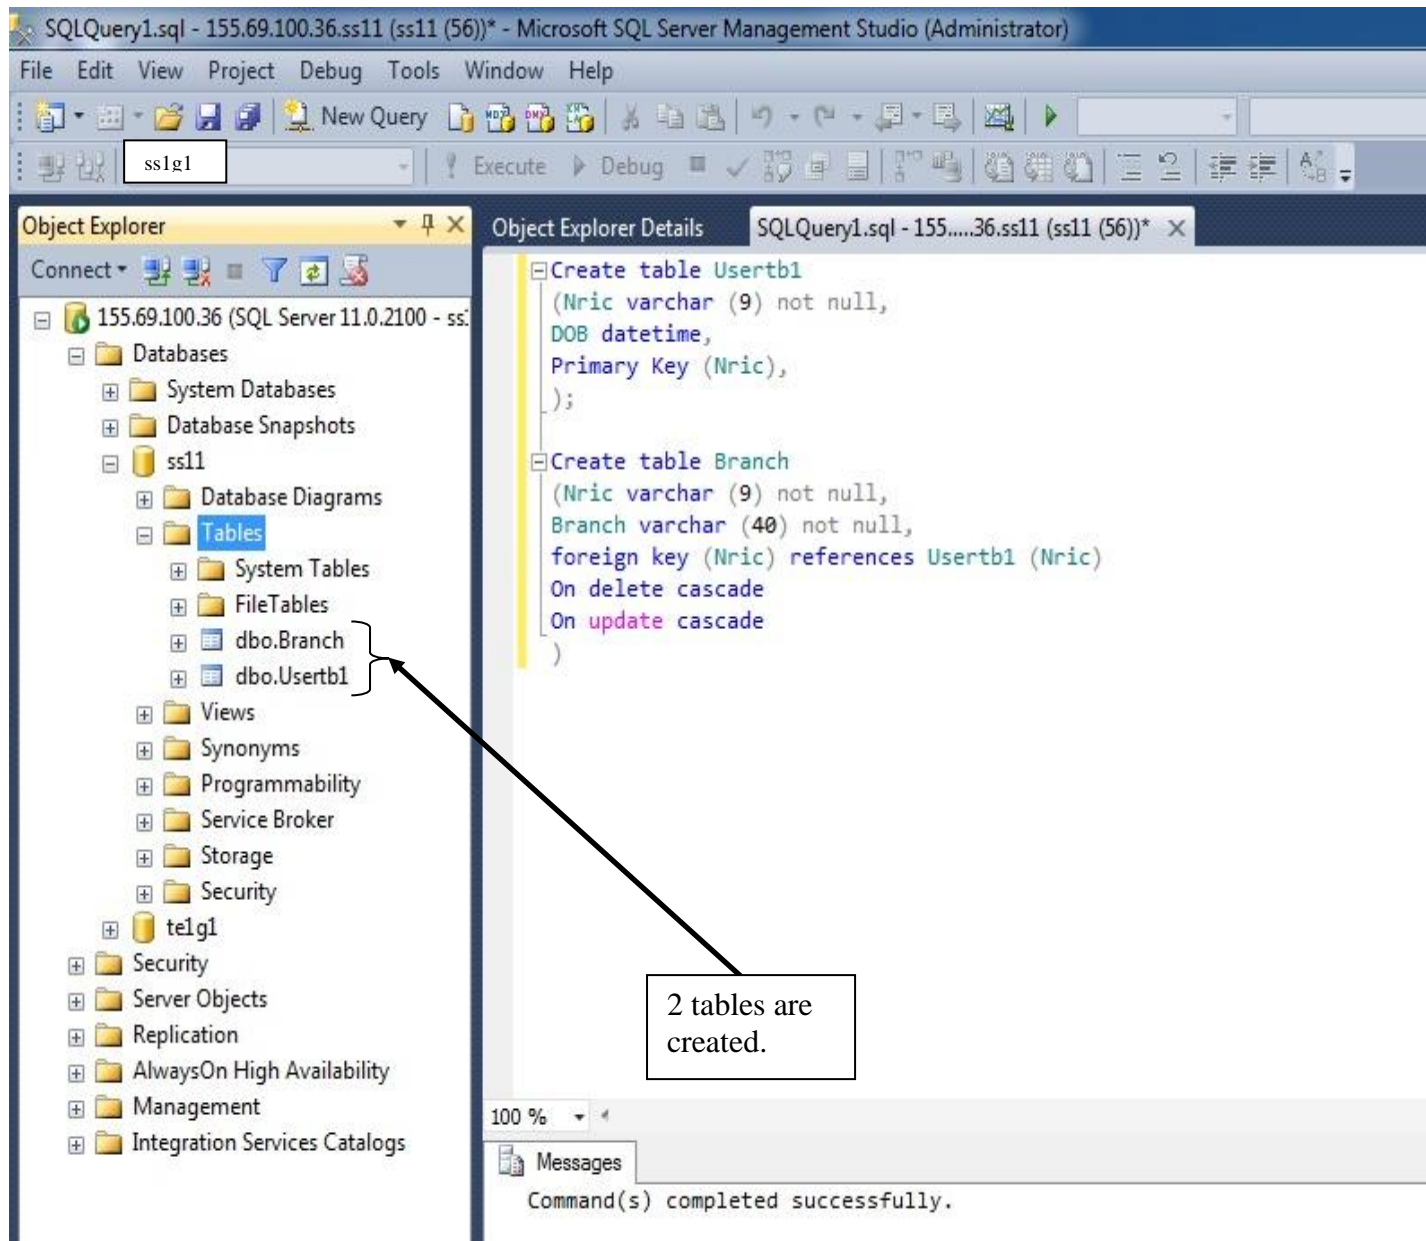 SQLQuery1.sql - 155.69.100.36.ss11 (ss11 (56))* - Microsoft SQL Server Management Studio (Administrator)
File Edit View Project Debug Tools Window Help
New Query
ss1g1
Execute Debug
Object Explorer
Connect
155.69.100.36 (SQL Server 11.0.2100 - ss
Databases
System Databases
Database Snapshots
ss11
Database Diagrams
Tables
System Tables
FileTables
dbo.Branch
dbo.Usertb1
Views
Synonyms
Programmability
Service Broker
Storage
Security
te1g1
Security
Server Objects
Replication
AlwaysOn High Availability
Management
Integration Services Catalogs
Object Explorer Details SQLQuery1.sql - 155.....36.ss11 (ss11 (56))*
Create table Usertb1
(Nric varchar (9) not null,
DOB datetime,
Primary Key (Nric),
);
Create table Branch
(Nric varchar (9) not null,
Branch varchar (40) not null,
foreign key (Nric) references Usertb1 (Nric)
On delete cascade
On update cascade
)
2 tables are
created.
100 %
Messages
Command(s) completed successfully.